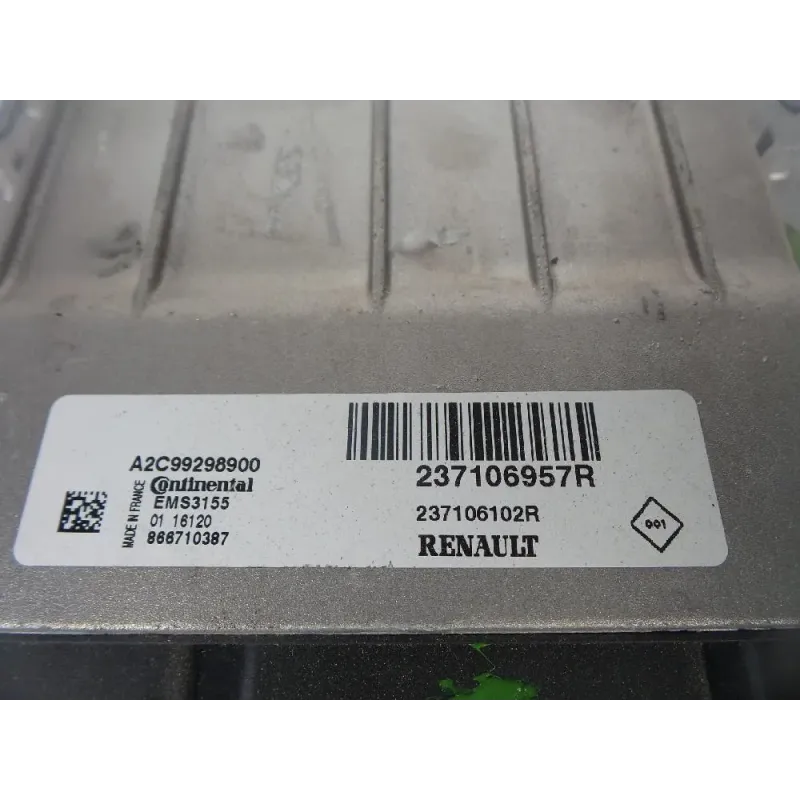 A2C99298900
Continental
EMS3155
01 16120
866710387
MADE IN FRANCE
237106957R
237106102R
RENAULT
001